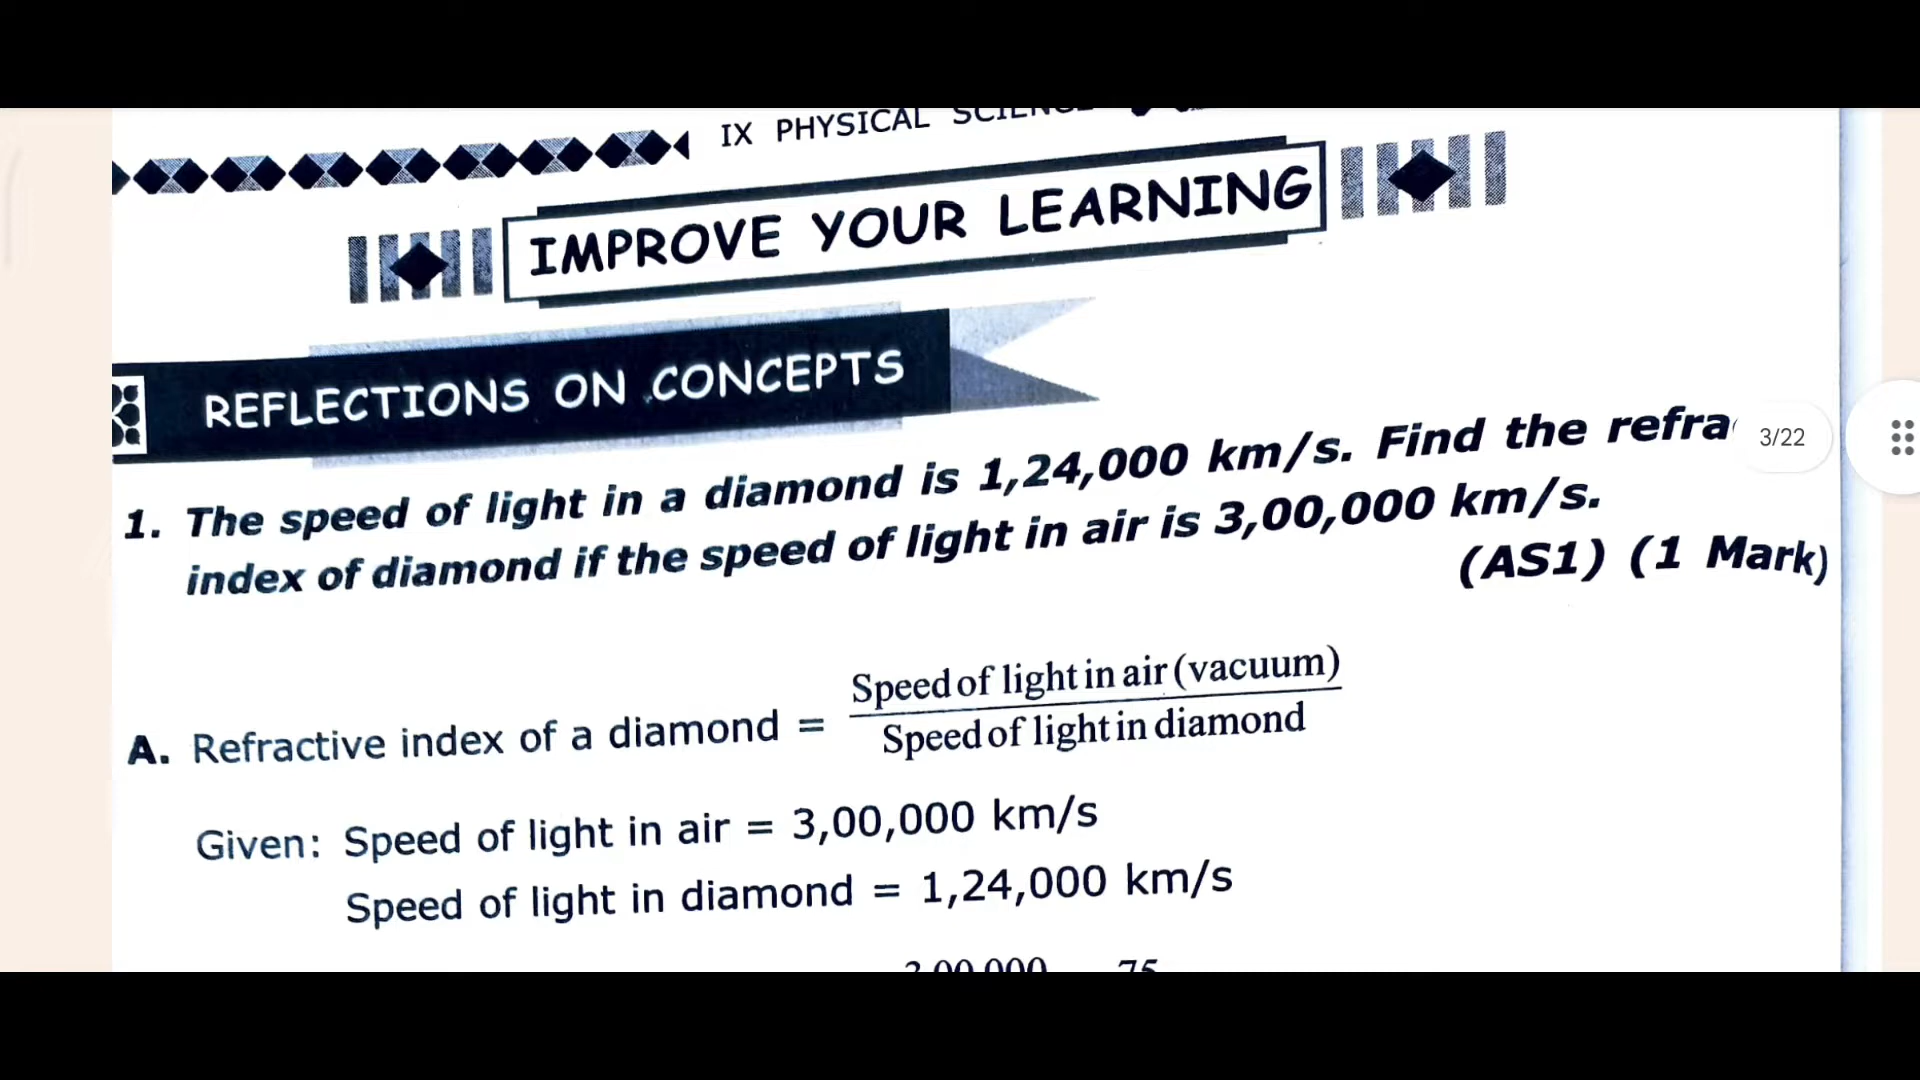 IX PHYSICAL
IMPROVE YOUR LEARNING
REFLECTIONS ON CONCEPTS
1. The speed of light in a diamond is 1,24,000 km/s. Find the refra
3/22
index of diamond if the speed of light in air is 3,00,000 km/s.
(AS1) (1 Mark)
Speed of light in air (vacuum)
A. Refractive index of a diamond =
Speed of light in diamond
Given: Speed of light in air = 3,00,000 km/s
Speed of light in diamond = 1,24,000 km/s